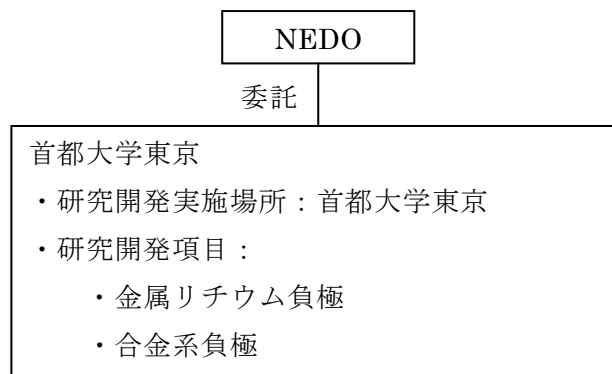 NEDO
委託
首都大学東京
・研究開発実施場所：首都大学東京
・研究開発項目：
・金属リチウム負極
・合金系負極